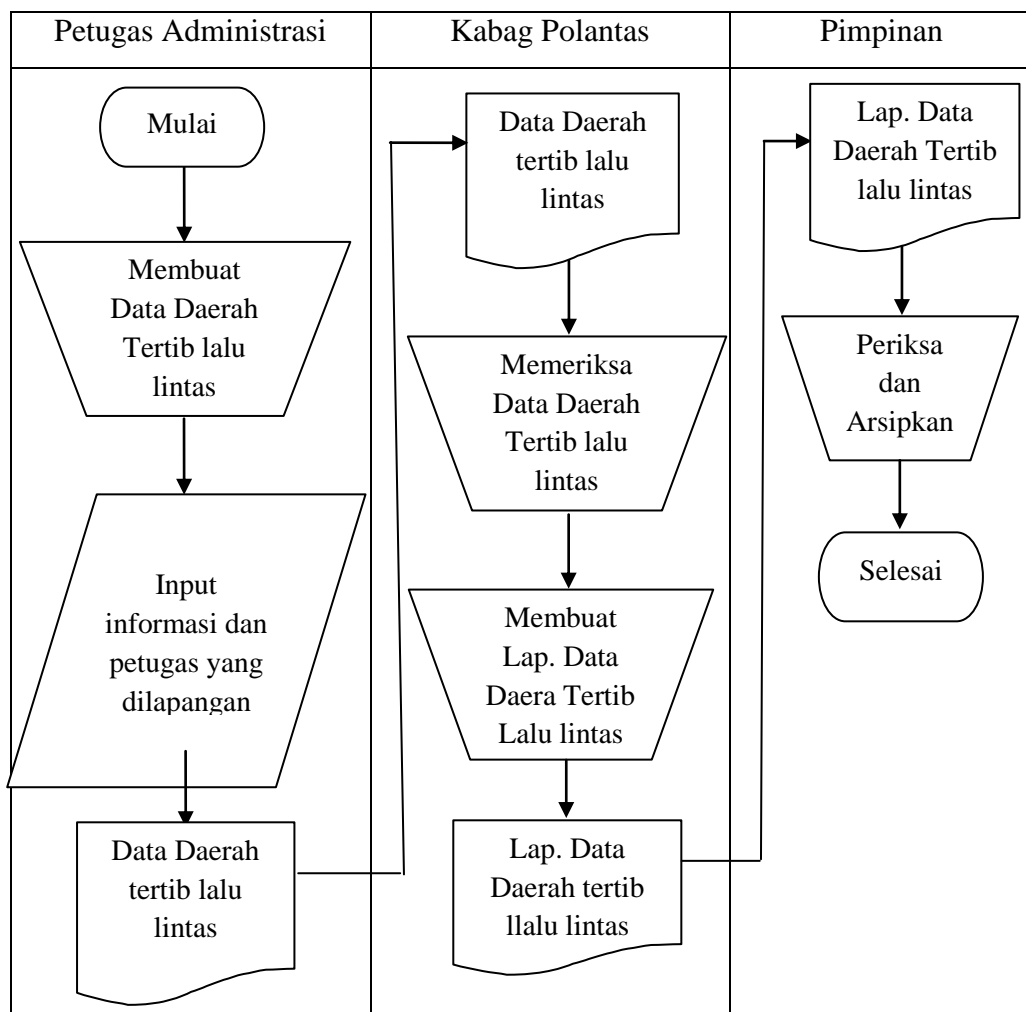 Petugas Administrasi
Kabag Polantas
Pimpinan
Mulai
Membuat
Data Daerah
Tertib lalu
lintas
Input
informasi dan
petugas yang
dilapangan
Data Daerah
tertib lalu
lintas
Data Daerah
tertib lalu
lintas
Memeriksa
Data Daerah
Tertib lalu
lintas
Membuat
Lap. Data
Daera Tertib
Lalu lintas
Lap. Data
Daerah tertib
llalu lintas
Lap. Data
Daerah Tertib
lalu lintas
Periksa
dan
Arsipkan
Selesai